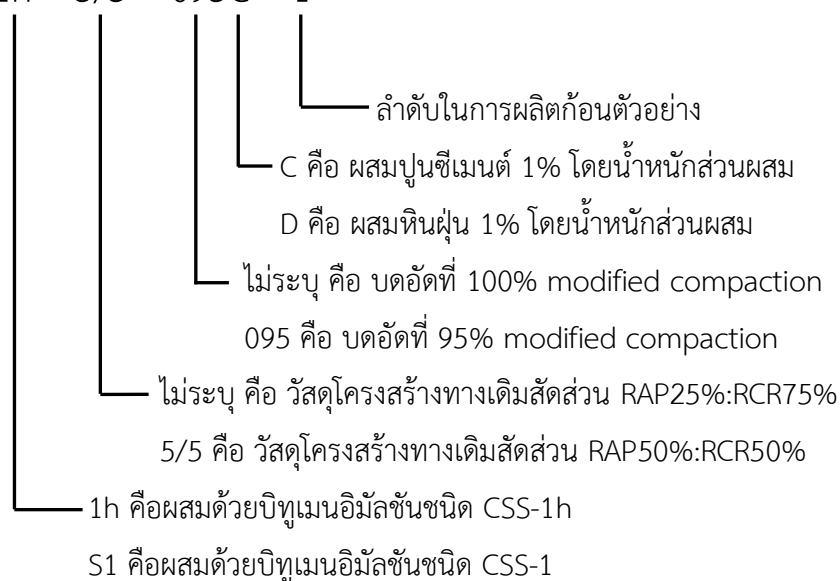 ลำดับในการผลิตก้อนตัวอย่าง
C คือ ผสมปูนซีเมนต์ 1% โดยน้ำหนักส่วนผสม
D คือ ผสมหินฝุ่น 1% โดยน้ำหนักส่วนผสม
ไม่ระบุ คือ บดอัดที่ 100% modified compaction
095 คือ บดอัดที่ 95% modified compaction
ไม่ระบุ คือ วัสดุโครงสร้างทางเดิมสัดส่วน RAP25%:RCR75%
5/5 คือ วัสดุโครงสร้างทางเดิมสัดส่วน RAP50%:RCR50%
1h คือผสมด้วยบิทูเมนอิมัลชันชนิด CSS-1h
S1 คือผสมด้วยบิทูเมนอิมัลชันชนิด CSS-1